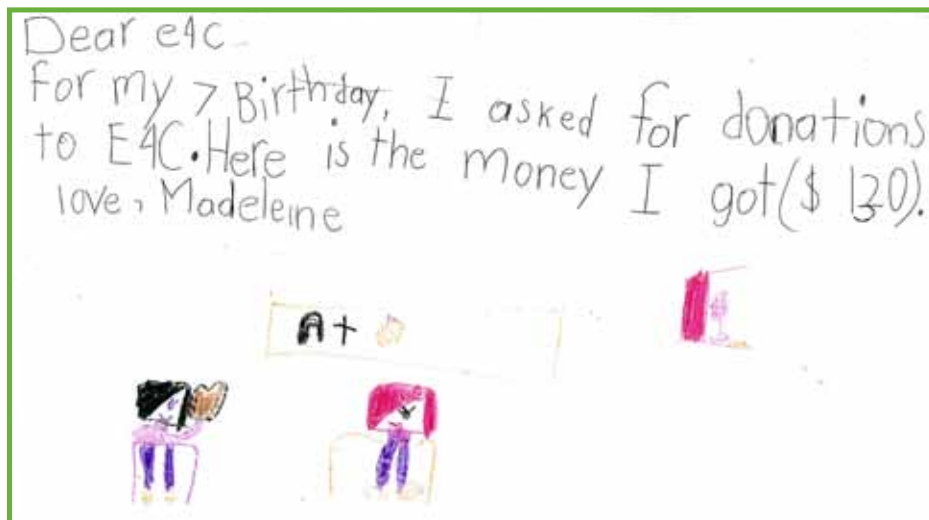 Dear e4c
For my 7 Birthday, I asked for donations
to E4C. Here is the money I got ($ 130).
love, Madeleine
A+